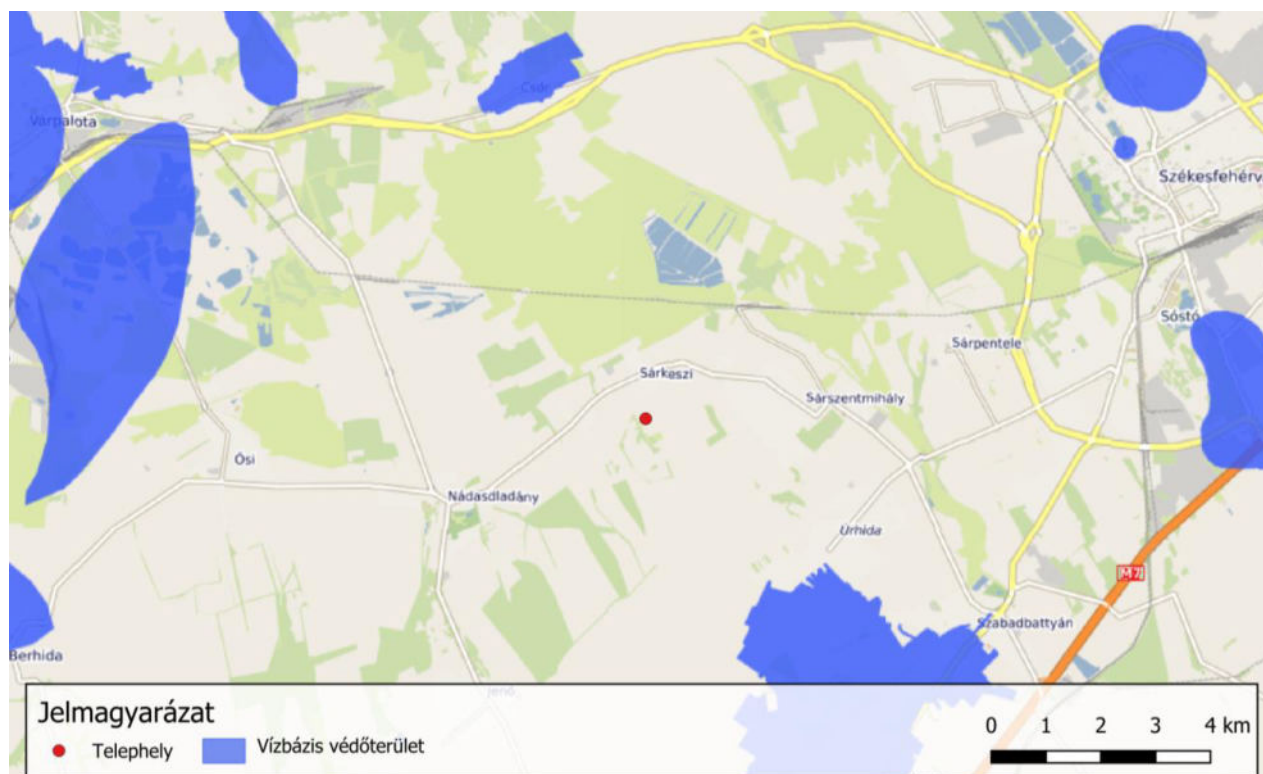 Csór
Várpalota
Székesfehérv
Sóstó
Sárpentele
Sárkeszi
Sárszentmihály
Ősi
Nádasdladány
Úrhida
M7
Szabadbattyán
Berhida
Jenő
Jelmagyarázat
Telephely
Vízbázis védőterület
0 1 2 3 4 km